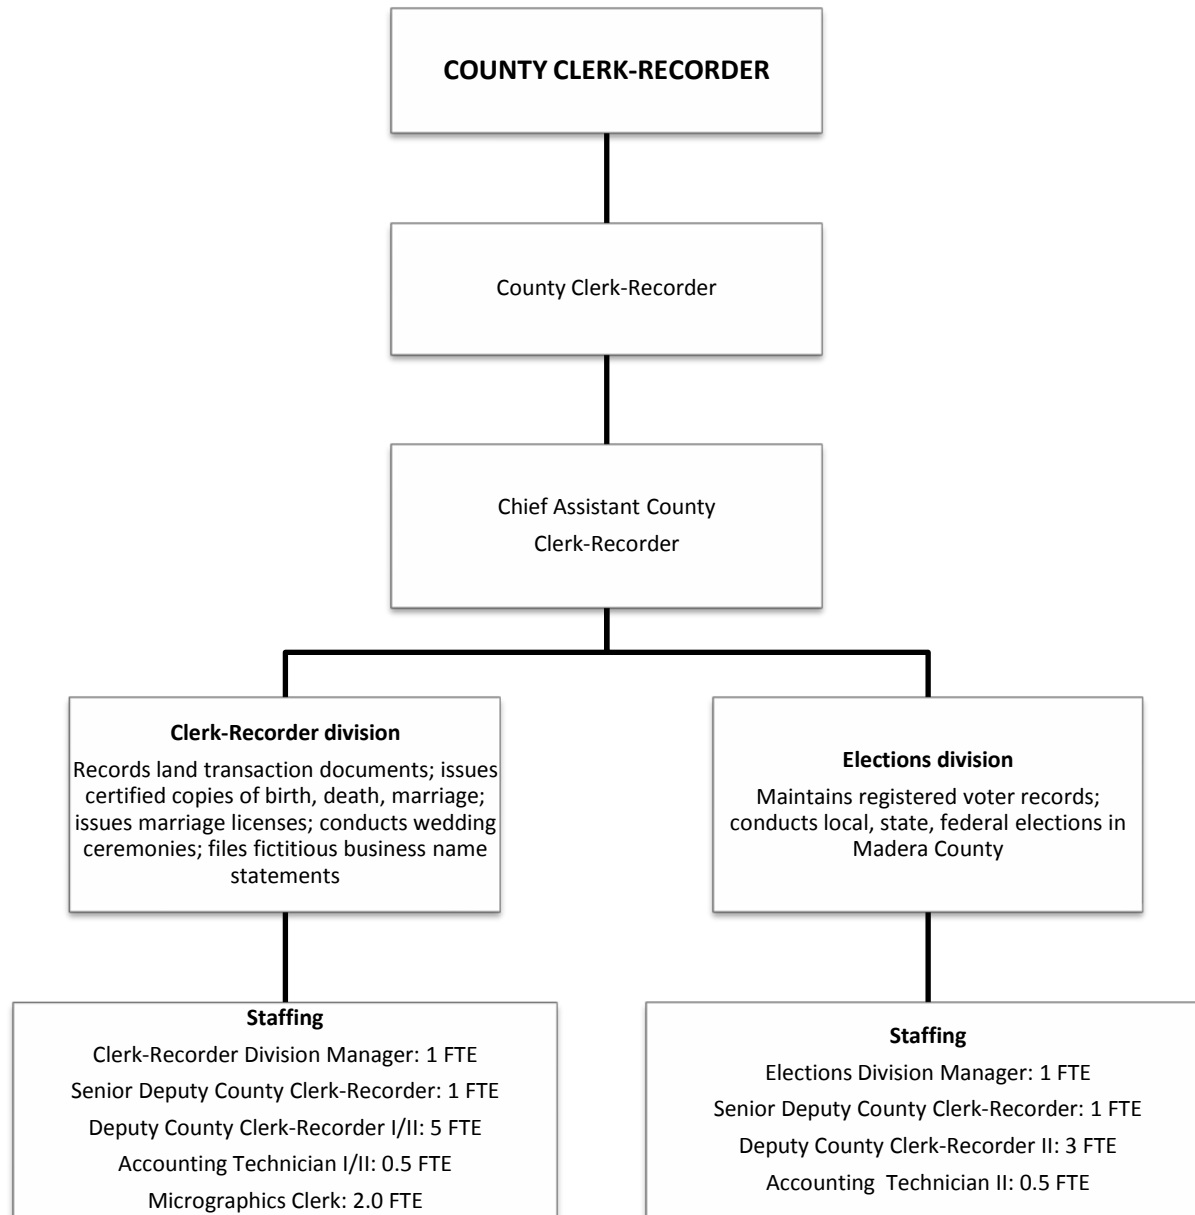 COUNTY CLERK-RECORDER
County Clerk-Recorder
Chief Assistant County
Clerk-Recorder
Clerk-Recorder division
Records land transaction documents; issues
certified copies of birth, death, marriage;
issues marriage licenses; conducts wedding
ceremonies; files fictitious business name
statements
Elections division
Maintains registered voter records;
conducts local, state, federal elections in
Madera County
Staffing
Clerk-Recorder Division Manager: 1 FTE
Senior Deputy County Clerk-Recorder: 1 FTE
Deputy County Clerk-Recorder I/II: 5 FTE
Accounting Technician I/II: 0.5 FTE
Micrographics Clerk: 2.0 FTE
Staffing
Elections Division Manager: 1 FTE
Senior Deputy County Clerk-Recorder: 1 FTE
Deputy County Clerk-Recorder II: 3 FTE
Accounting  Technician II: 0.5 FTE